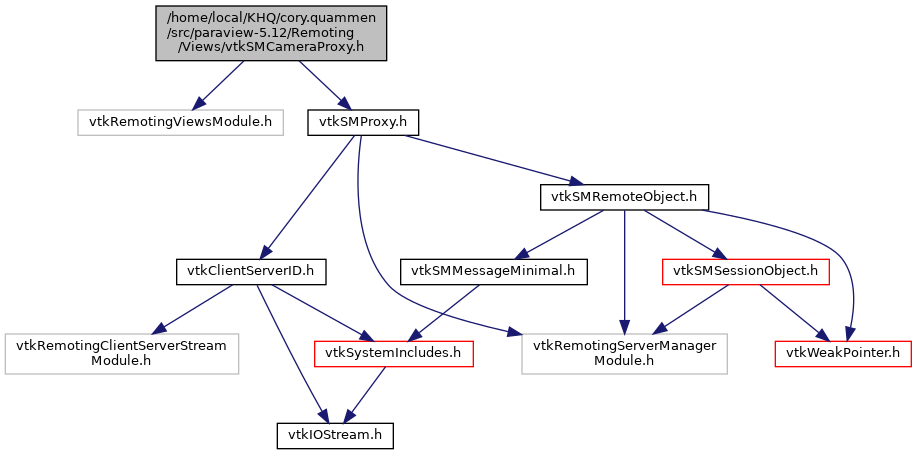 /home/local/KHQ/cory.quammen
/src/paraview-5.12/Remoting
/Views/vtkSMCameraProxy.h
vtkRemotingViewsModule.h
vtkSMProxy.h
vtkSMRemoteObject.h
vtkClientServerID.h
vtkSMMessageMinimal.h
vtkSMSessionObject.h
vtkRemotingClientServerStream
Module.h
vtkSystemIncludes.h
vtkRemotingServerManager
Module.h
vtkWeakPointer.h
vtkIOStream.h